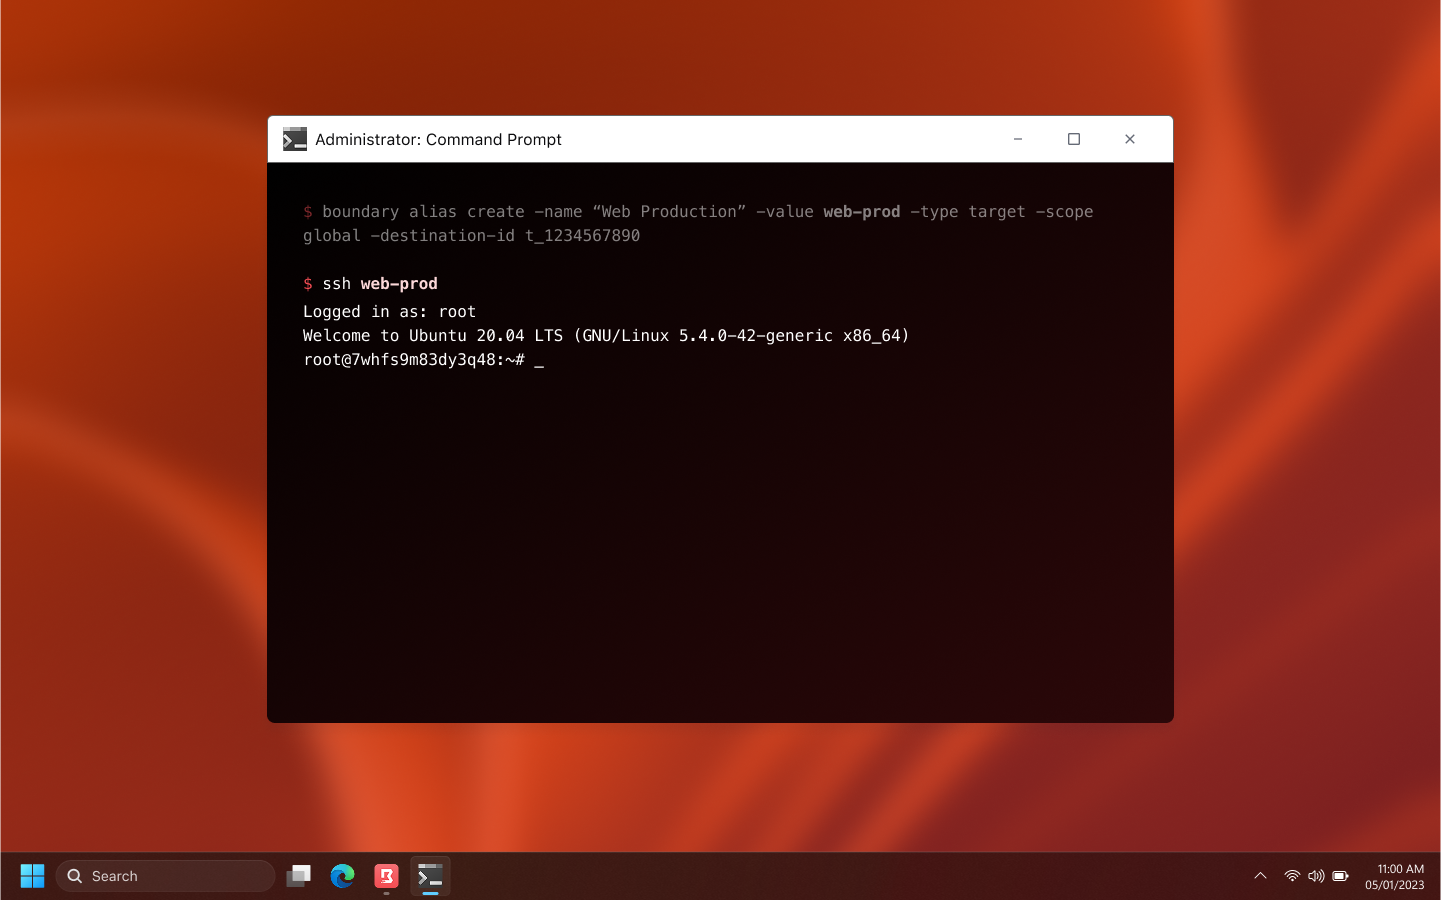 Administrator: Command Prompt
$ boundary alias create -name “Web Production” -value web-prod -type target -scope
global -destination-id t_1234567890
$ ssh web-prod
Logged in as: root
Welcome to Ubuntu 20.04 LTS (GNU/Linux 5.4.0-42-generic x86_64)
root@7whfs9m83dy3q48:~# _
Search
11:00 AM
05/01/2023